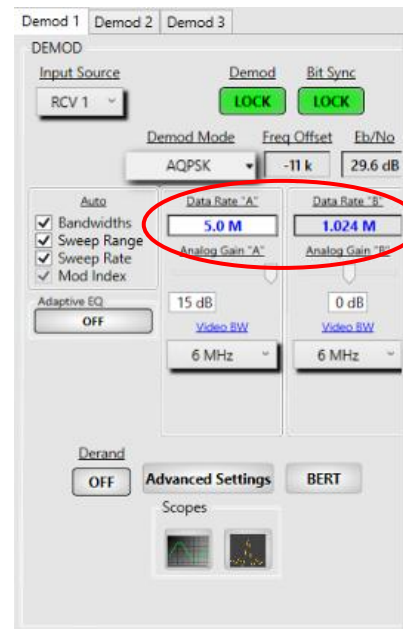 Demod 1 Demod 2 Demod 3
DEMOD
Input Source Demod Bit Sync
RCV 1 LOCK LOCK
Demod Mode Freq Offset Eb/No
AQPSK -11 k 29.6 dB
Auto
Bandwidths
Sweep Range
Sweep Rate
Mod Index
Adaptive EQ
OFF
Data Rate "A"
5.0 M
Analog Gain "A"
15 dB
Video BW
6 MHz
Data Rate "B"
1.024 M
Analog Gain "B"
0 dB
Video BW
6 MHz
Derand
OFF Advanced Settings BERT
Scopes